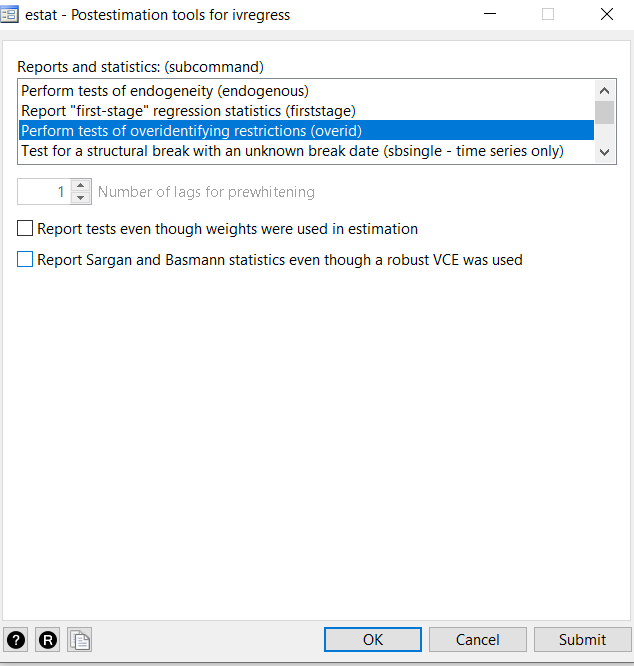 estat - Postestimation tools for ivregress
Reports and statistics: (subcommand)
Perform tests of endogeneity (endogenous)
Report "first-stage" regression statistics (firststage)
Perform tests of overidentifying restrictions (overid)
Test for a structural break with an unknown break date (sbsingle - time series only)
1 Number of lags for prewhitening
Report tests even though weights were used in estimation
Report Sargan and Basmann statistics even though a robust VCE was used
? R OK Cancel Submit